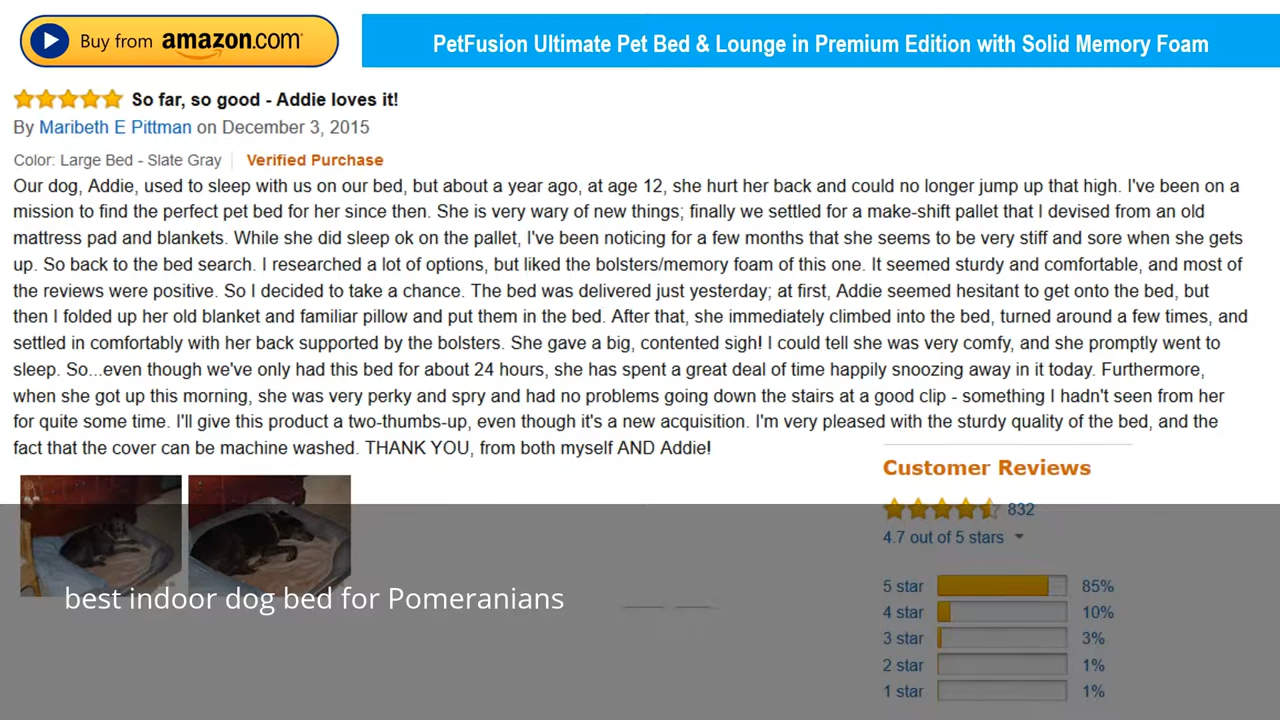 Buy from amazon.com
PetFusion Ultimate Pet Bed & Lounge in Premium Edition with Solid Memory Foam
So far, so good - Addie loves it!
By Maribeth E Pittman on December 3, 2015
Color: Large Bed - Slate Gray Verified Purchase
Our dog, Addie, used to sleep with us on our bed, but about a year ago, at age 12, she hurt her back and could no longer jump up that high. I've been on a
mission to find the perfect pet bed for her since then. She is very wary of new things; finally we settled for a make-shift pallet that I devised from an old
mattress pad and blankets. While she did sleep ok on the pallet, I've been noticing for a few months that she seems to be very stiff and sore when she gets
up. So back to the bed search. I researched a lot of options, but liked the bolsters/memory foam of this one. It seemed sturdy and comfortable, and most of
the reviews were positive. So I decided to take a chance. The bed was delivered just yesterday; at first, Addie seemed hesitant to get onto the bed, but
then I folded up her old blanket and familiar pillow and put them in the bed. After that, she immediately climbed into the bed, turned around a few times, and
settled in comfortably with her back supported by the bolsters. She gave a big, contented sigh! I could tell she was very comfy, and she promptly went to
sleep. So...even though we've only had this bed for about 24 hours, she has spent a great deal of time happily snoozing away in it today. Furthermore,
when she got up this morning, she was very perky and spry and had no problems going down the stairs at a good clip - something I hadn't seen from her
for quite some time. I'll give this product a two-thumbs-up, even though it's a new acquisition. I'm very pleased with the sturdy quality of the bed, and the
fact that the cover can be machine washed. THANK YOU, from both myself AND Addie!
Customer Reviews
832
4.7 out of 5 stars
5 star 85%
4 star 10%
3 star 3%
2 star 1%
1 star 1%
best indoor dog bed for Pomeranians